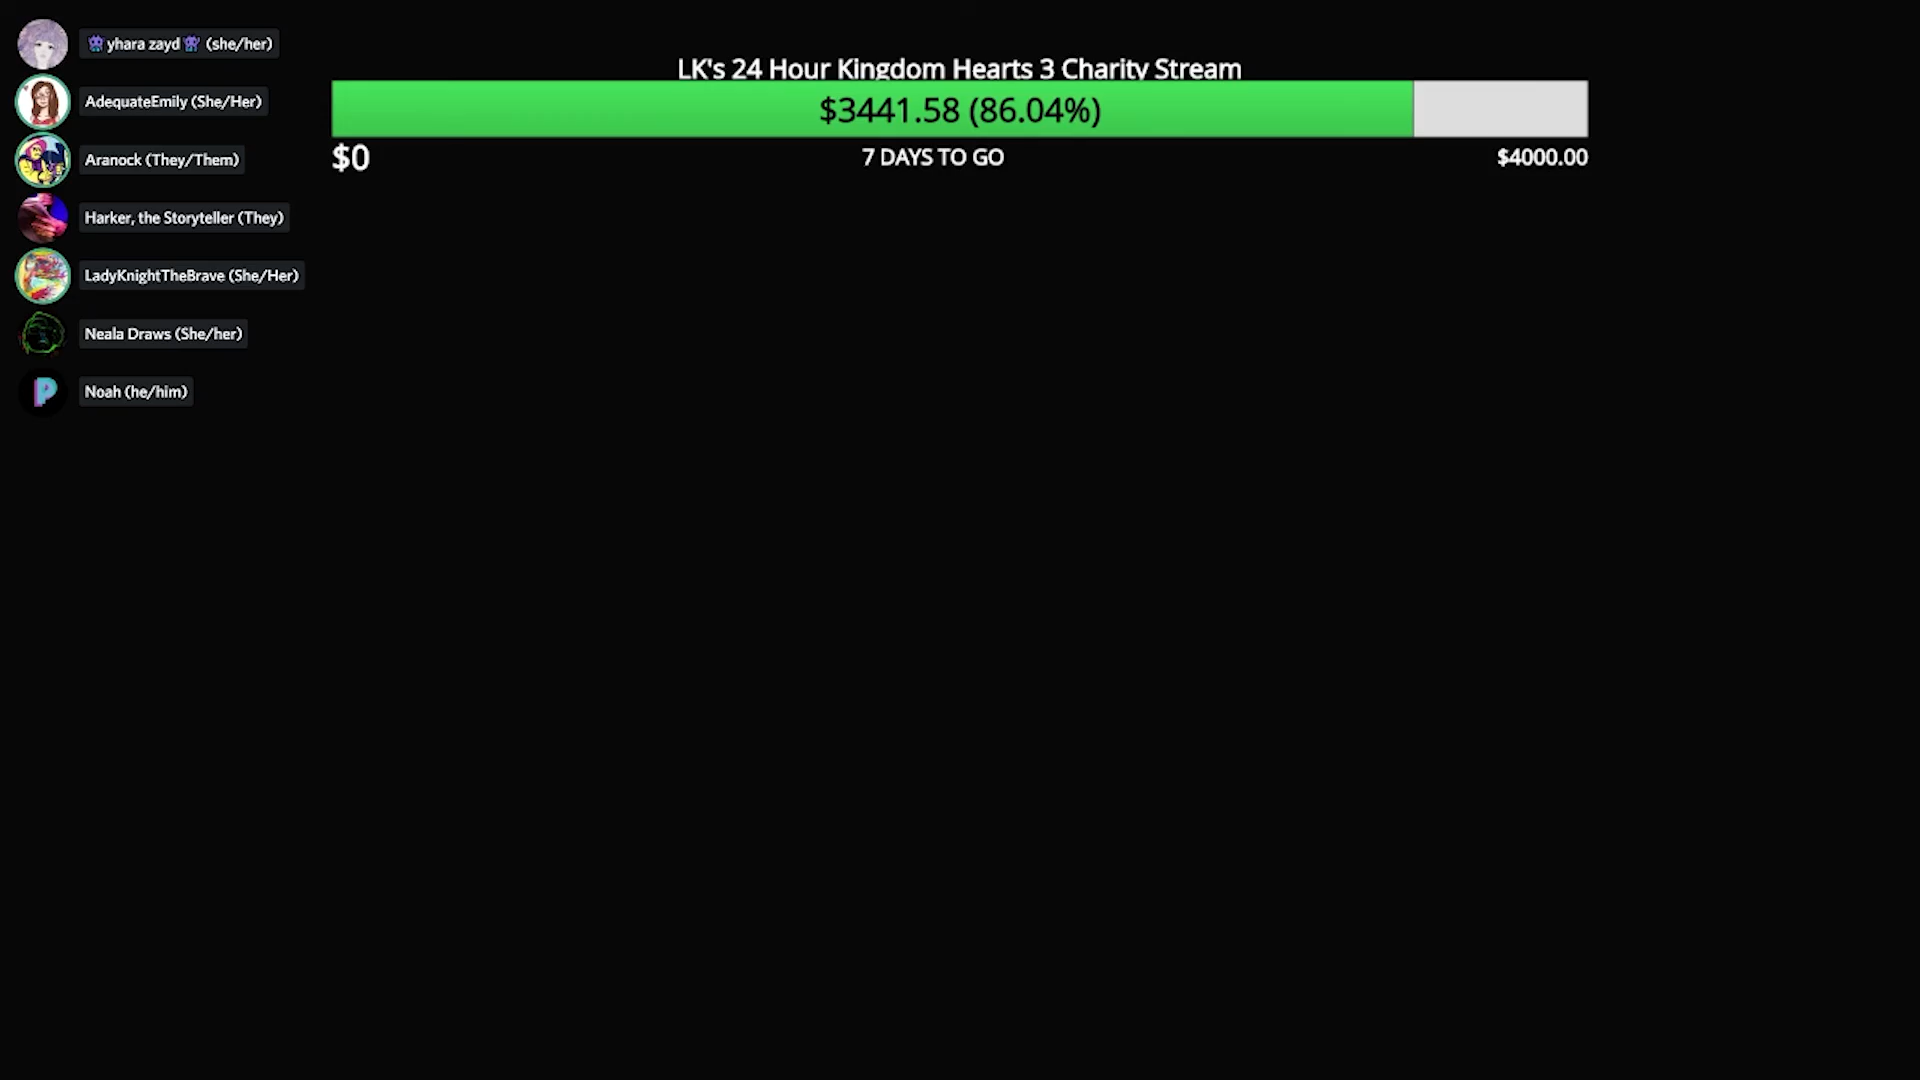 👾yhara zayd👾 (she/her)
AdequateEmily (She/Her)
Aranock (They/Them)
Harker, the Storyteller (They)
LadyKnightTheBrave (She/Her)
Neala Draws (She/her)
P
Noah (he/him)
LK's 24 Hour Kingdom Hearts 3 Charity Stream
$3441.58 (86.04%)
$0 7 DAYS TO GO $4000.00